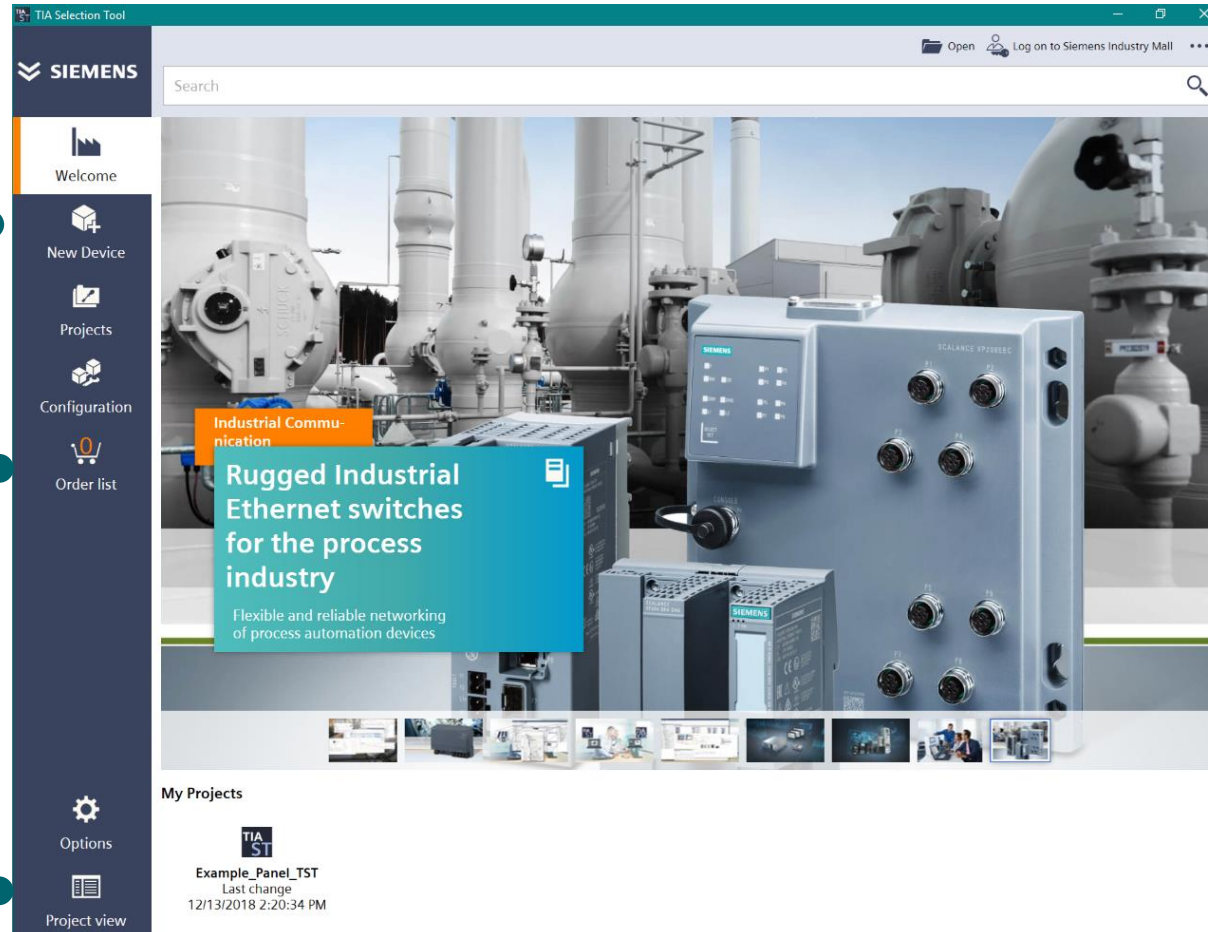 TIA Selection Tool
SIEMENS
Open
Log on to Siemens Industry Mall
Search
Welcome
New Device
Projects
Configuration
0
Order list
Options
Project view
SIEMENS
SCALANCE XP208EEC
CONSOLE
SIEMENS
Industrial Commu-
nication
Rugged Industrial
Ethernet switches
for the process
industry
Flexible and reliable networking
of process automation devices
My Projects
TIA
ST
Example_Panel_TST
Last change
12/13/2018 2:20:34 PM